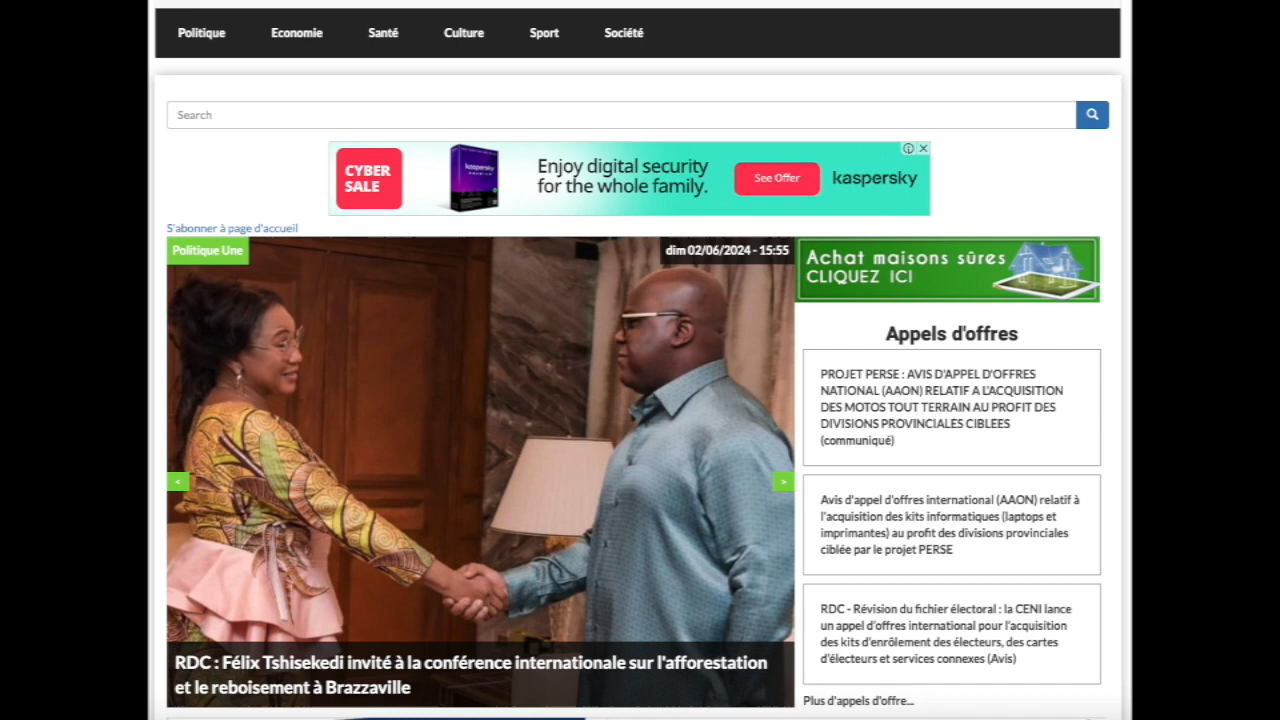 Politique Economie Santé Culture Sport Société
Search
CYBER
SALE
kaspersky
Enjoy digital security
for the whole family.
See Offer
kaspersky
S'abonner à page d'accueil
Politique Une
dim 02/06/2024 - 15:55
<
>
RDC : Félix Tshisekedi invité à la conférence internationale sur l'afforestation
et le reboisement à Brazzaville
Achat maisons sûres
CLIQUEZ ICI
Appels d'offres
PROJET PERSE : AVIS D'APPEL D'OFFRES
NATIONAL (AAON) RELATIF A L'ACQUISITION
DES MOTOS TOUT TERRAIN AU PROFIT DES
DIVISIONS PROVINCIALES CIBLEES
(communiqué)
Avis d'appel d'offres international (AAON) relatif à
l'acquisition des kits informatiques (laptops et
imprimantes) au profit des divisions provinciales
ciblée par le projet PERSE
RDC - Révision du fichier électoral : la CENI lance
un appel d'offres international pour l'acquisition
des kits d'enrôlement des électeurs, des cartes
d'électeurs et services connexes (Avis)
Plus d'appels d'offre...